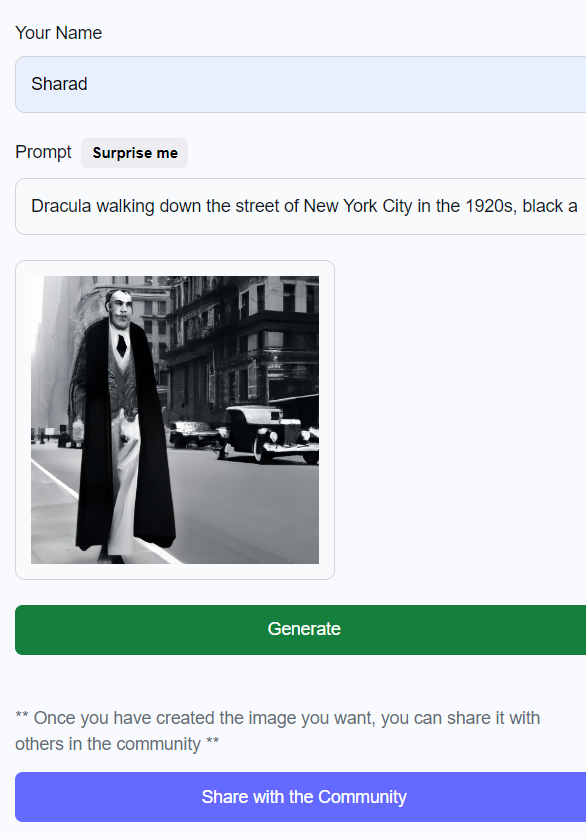 Your Name
Sharad
Prompt Surprise me
Dracula walking down the street of New York City in the 1920s, black a
Generate
** Once you have created the image you want, you can share it with
others in the community **
Share with the Community